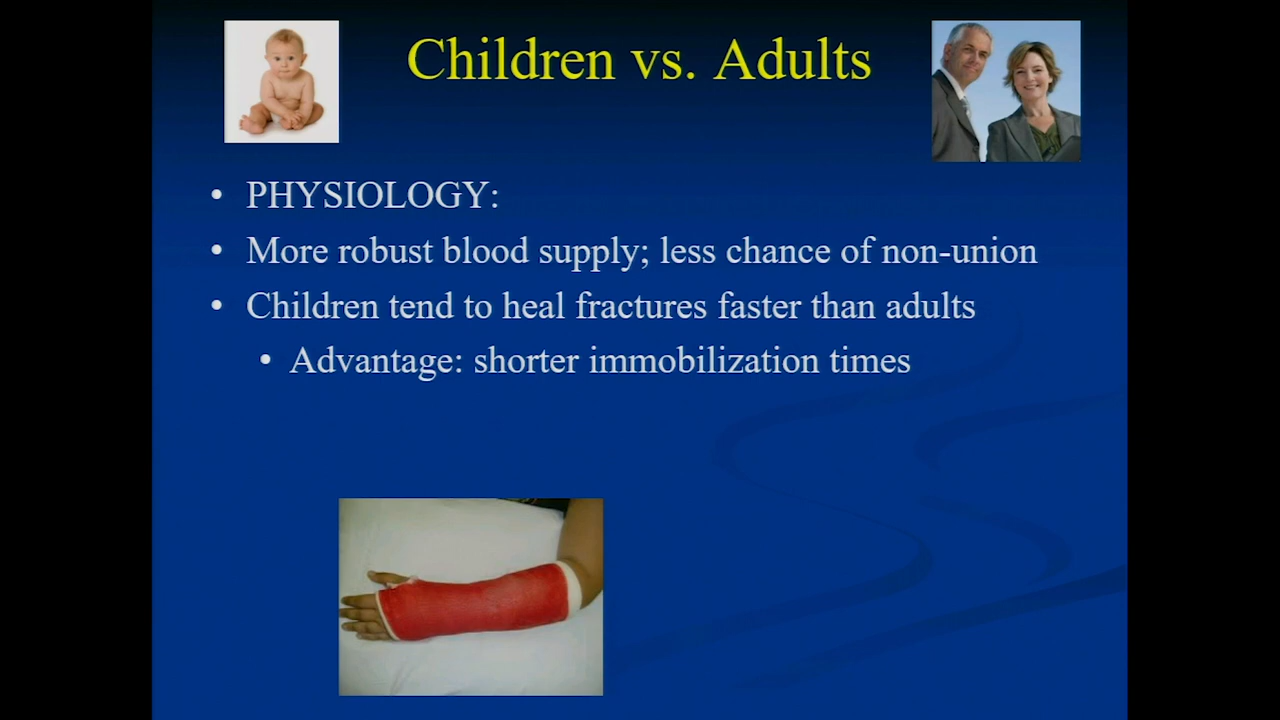 Children vs. Adults
• PHYSIOLOGY:
• More robust blood supply; less chance of non-union
• Children tend to heal fractures faster than adults
• Advantage: shorter immobilization times